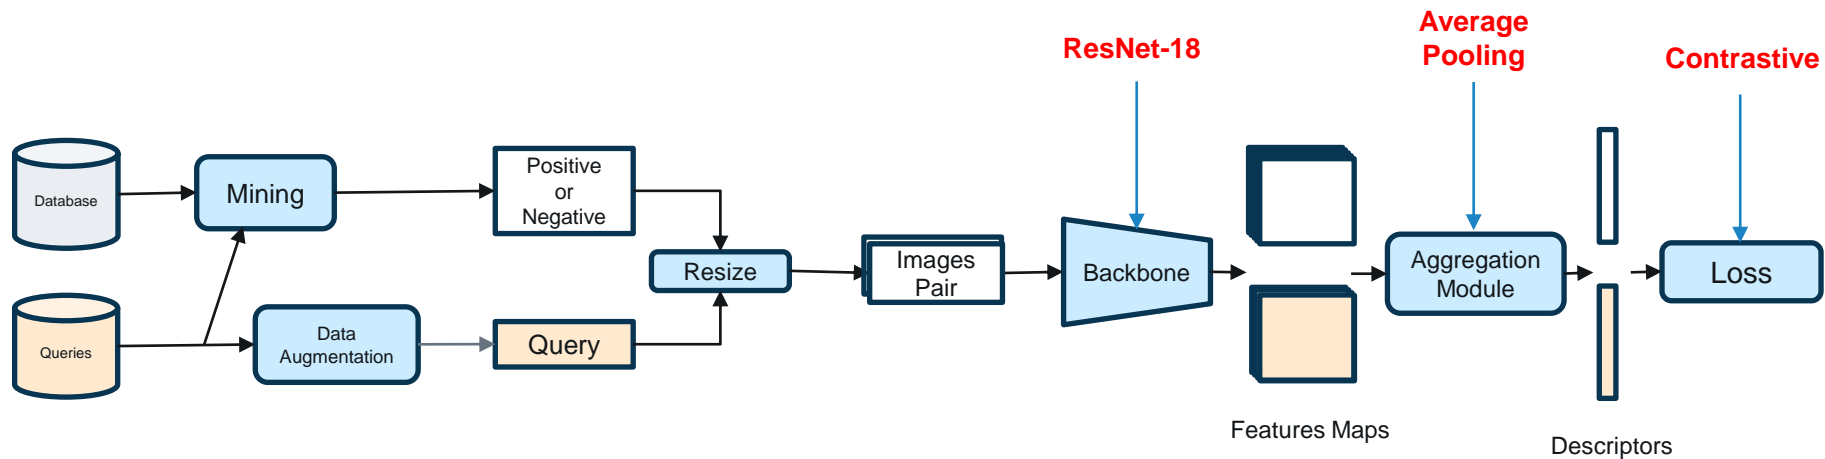 ResNet-18
Average
Pooling
Contrastive
Database
Mining
Positive
or
Negative
Resize
Images
Pair
Backbone
Aggregation
Module
Loss
Queries
Data
Augmentation
Query
Features Maps
Descriptors